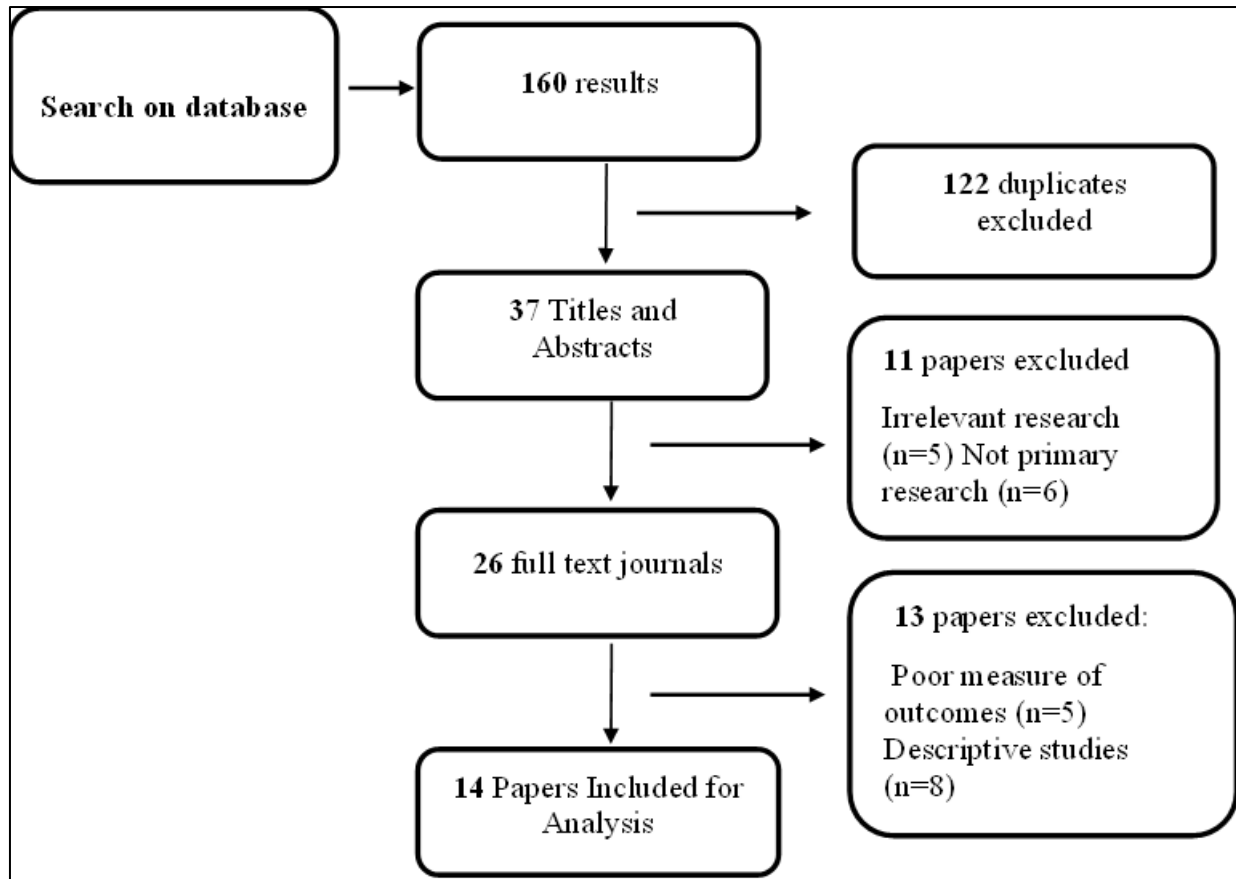 Search on database
160 results
122 duplicates
excluded
37 Titles and
Abstracts
11 papers excluded
Irrelevant research
(n=5) Not primary
research (n=6)
26 full text journals
13 papers excluded:
Poor measure of
outcomes (n=5)
Descriptive studies
(n=8)
14 Papers Included for
Analysis